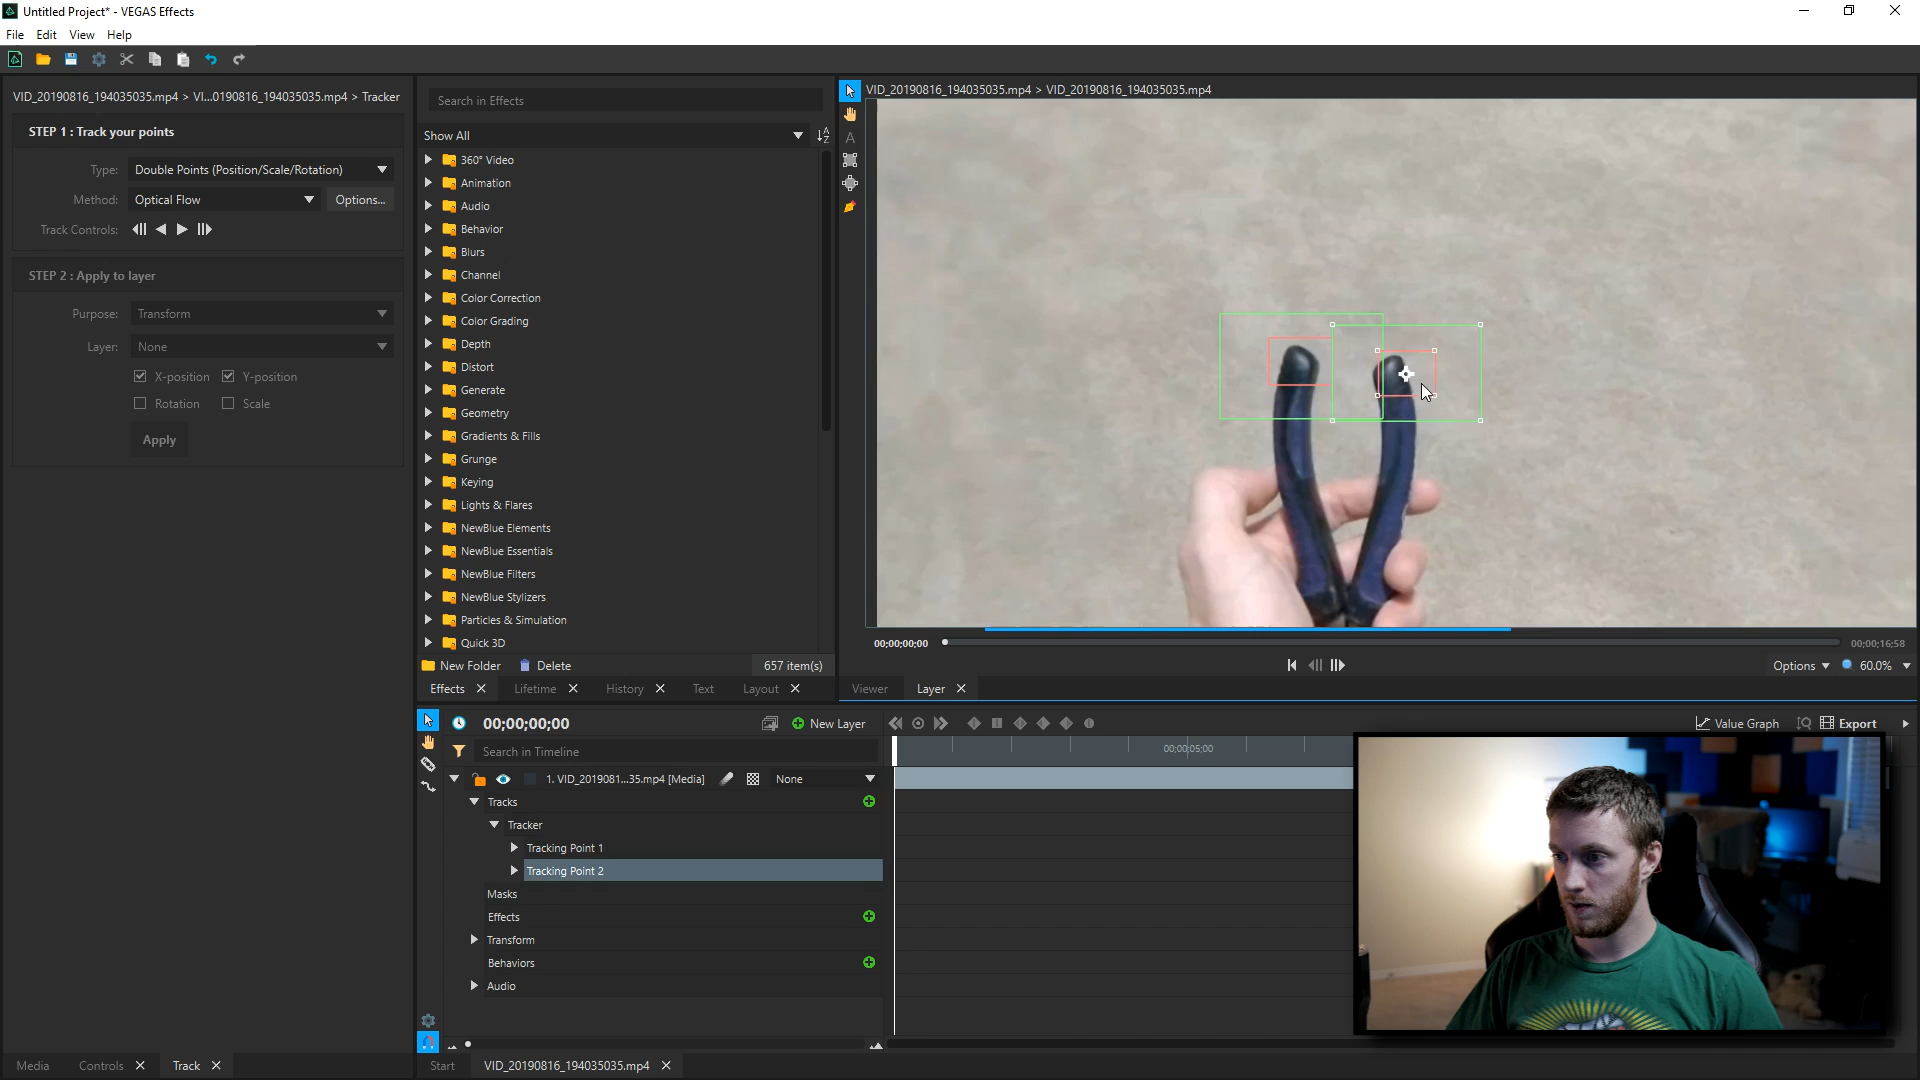 Untitled Project* - VEGAS Effects
File Edit View Help
VID_20190816_194035035.mp4 > VI...0190816_194035035.mp4 > Tracker
STEP 1 : Track your points
Type: Double Points (Position/Scale/Rotation)
Method: Optical Flow Options...
Track Controls:
STEP 2 : Apply to layer
Purpose: Transform
Layer: None
X-position Y-position
Rotation Scale
Apply
Search in Effects
Show All
360° Video
Animation
Audio
Behavior
Blurs
Channel
Color Correction
Color Grading
Depth
Distort
Generate
Geometry
Gradients & Fills
Grunge
Keying
Lights & Flares
NewBlue Elements
NewBlue Essentials
NewBlue Filters
NewBlue Stylizers
Particles & Simulation
Quick 3D
New Folder Delete 657 item(s)
Effects Lifetime History Text Layout
VID_20190816_194035035.mp4 > VID_20190816_194035035.mp4
00;00;00;00 00;00;16;58
Options 60.0%
Viewer Layer
00;00;00;00 New Layer Value Graph Export
Search in Timeline 00;00;05;00
1. VID_2019081...35.mp4 [Media] None
Tracks
Tracker
Tracking Point 1
Tracking Point 2
Masks
Effects
Transform
Behaviors
Audio
Media Controls Track Start VID_20190816_194035035.mp4